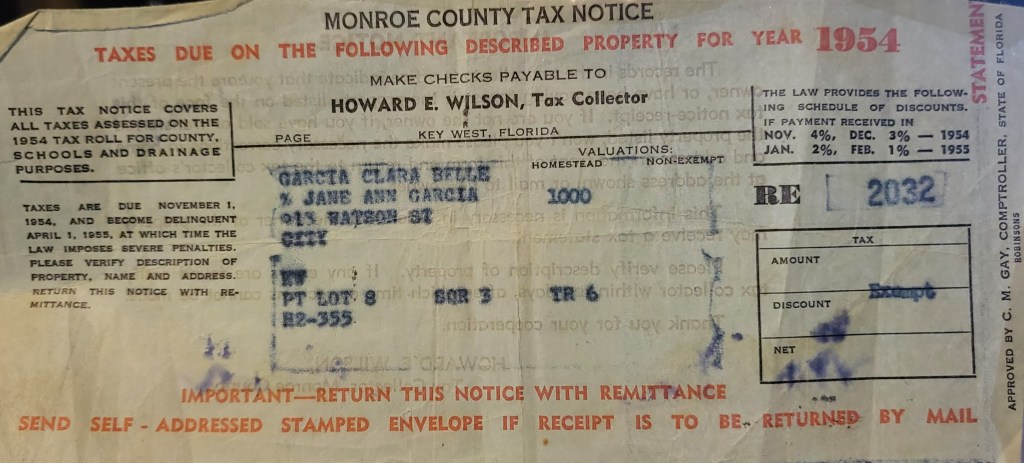 MONROE COUNTY TAX NOTICE
TAXES DUE ON THE FOLLOWING DESCRIBED PROPERTY FOR YEAR 1954
MAKE CHECKS PAYABLE TO
HOWARD E. WILSON, Tax Collector
PAGE KEY WEST, FLORIDA
THIS TAX NOTICE COVERS
ALL TAXES ASSESSED ON THE
1954 TAX ROLL FOR COUNTY,
SCHOOLS AND DRAINAGE
PURPOSES.
THE LAW PROVIDES THE FOLLOW-
ING SCHEDULE OF DISCOUNTS.
IF PAYMENT RECEIVED IN
NOV. 4%, DEC. 3% — 1954
JAN. 2%, FEB. 1% — 1955
VALUATIONS:
HOMESTEAD NON-EXEMPT
GARCIA CLARA BELLE
% JANE ANN GARCIA 1000
913 WATSON ST
CITY
KW
PT LOT 8 SQR 3 TR 6
H2-355
RE 2032
TAXES ARE DUE NOVEMBER 1,
1954, AND BECOME DELINQUENT
APRIL 1, 1955, AT WHICH TIME THE
LAW IMPOSES SEVERE PENALTIES.
PLEASE VERIFY DESCRIPTION OF
PROPERTY, NAME AND ADDRESS.
RETURN THIS NOTICE WITH RE-
MITTANCE.
TAX
AMOUNT
Exempt
DISCOUNT
NET
IMPORTANT—RETURN THIS NOTICE WITH REMITTANCE
SEND SELF-ADDRESSED STAMPED ENVELOPE IF RECEIPT IS TO BE RETURNED BY MAIL
STATEMENT
APPROVED BY C. M. GAY, COMPTROLLER, STATE OF FLORIDA
ROBINSONS